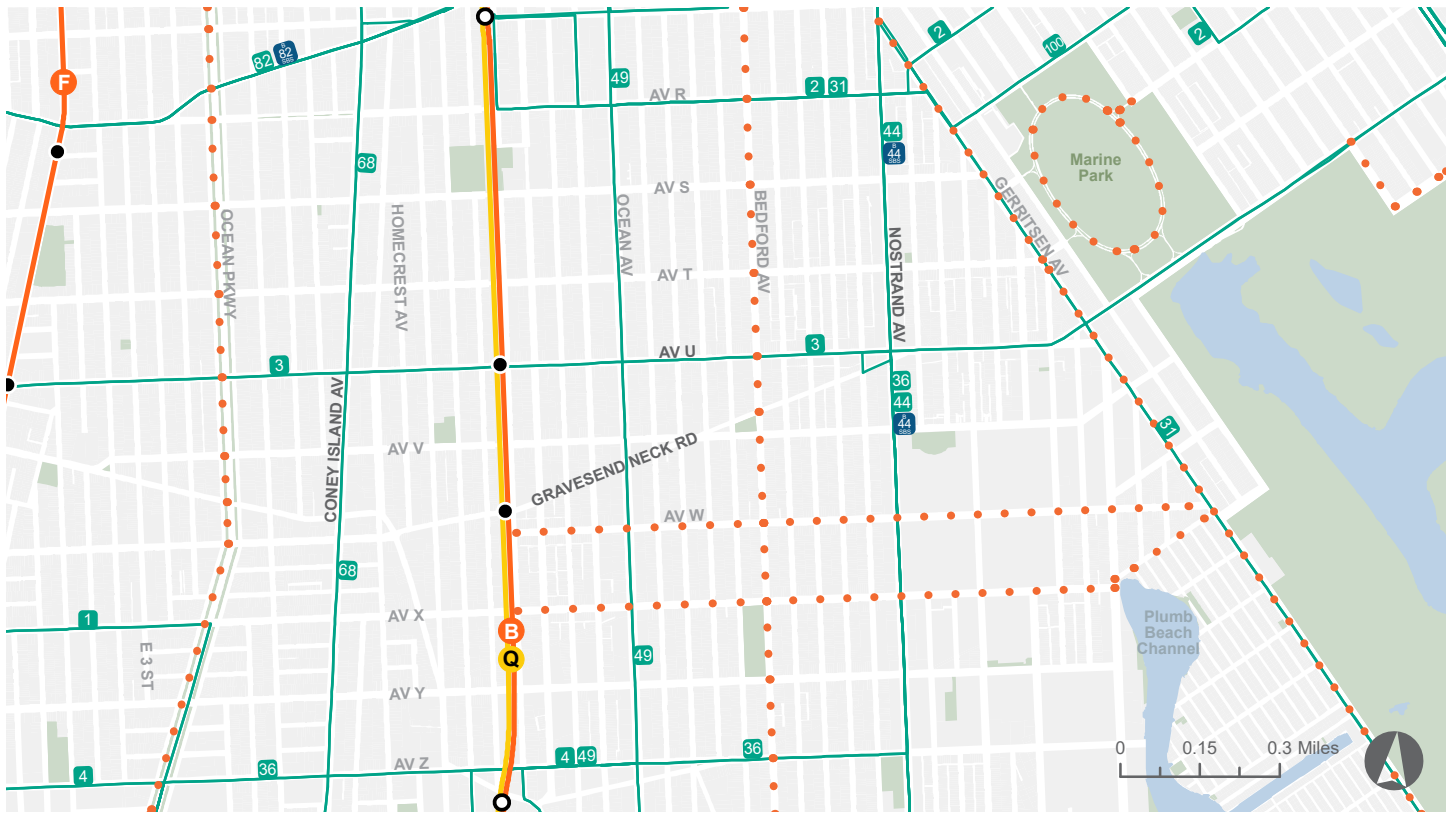 2
100
2
82
B
82
SBS
F
49
2
31
AV R
44
B
44
SBS
68
Marine
Park
AV S
GERRITSEN AV
OCEAN AV
BEDFORD AV
HOMECREST AV
OCEAN PKWY
NOSTRAND AV
AV T
3
AV U
3
36
44
B
44
SBS
CONEY ISLAND AV
31
AV V
GRAVESEND NECK RD
AV W
68
1
AV X
B
Plumb
Beach
Channel
E 3 ST
Q
49
AV Y
4
36
AV Z
4
49
36
0
0.15
0.3 Miles